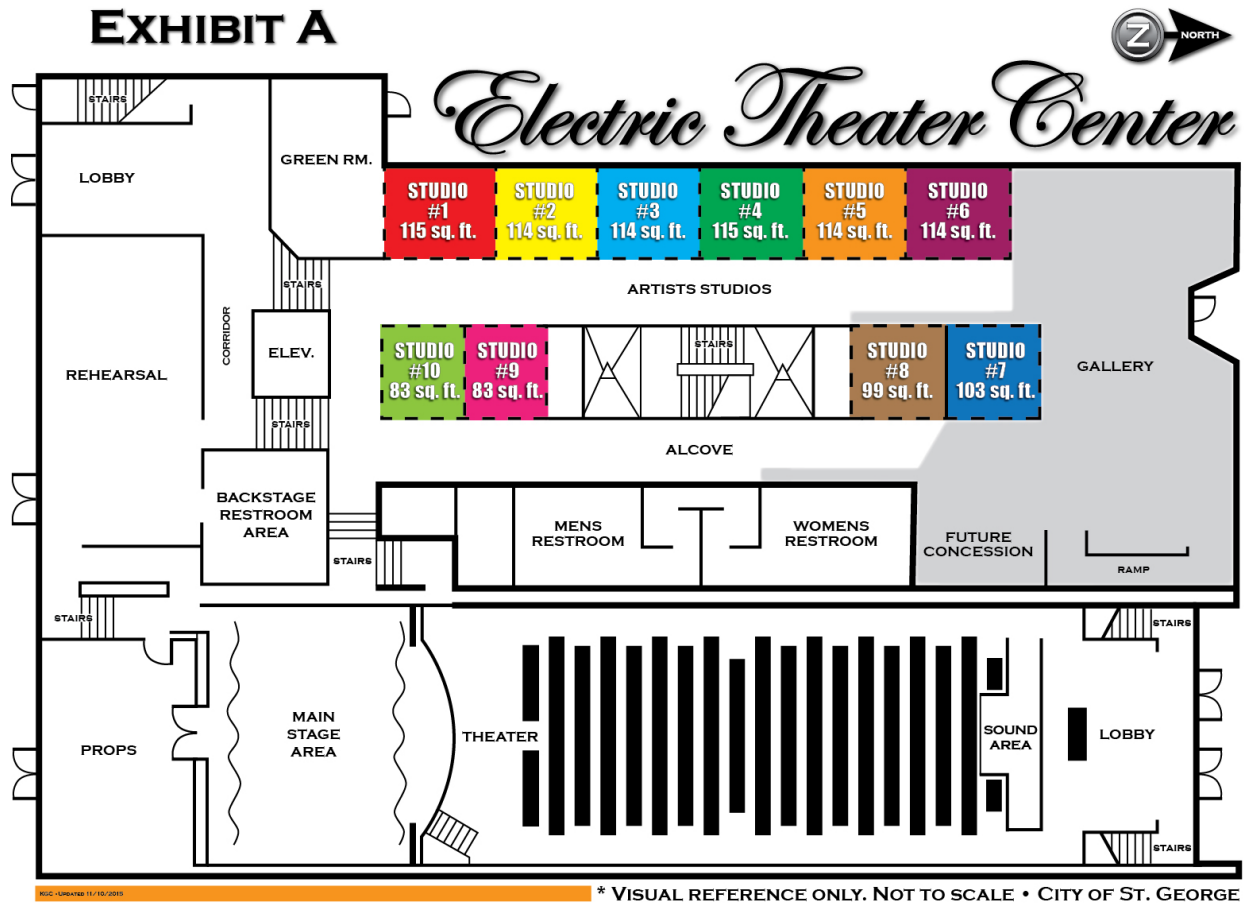 EXHIBIT A
Z
NORTH
Electric Theater Center
STAIRS
LOBBY
GREEN RM.
STUDIO
#1
115 sq. ft.
STUDIO
#2
114 sq. ft.
STUDIO
#3
114 sq. ft.
STUDIO
#4
115 sq. ft.
STUDIO
#5
114 sq. ft.
STUDIO
#6
114 sq. ft.
STAIRS
ARTISTS STUDIOS
CORRIDOR
ELEV.
REHEARSAL
STUDIO
#10
83 sq. ft.
STUDIO
#9
83 sq. ft.
STAIRS
STUDIO
#8
99 sq. ft.
STUDIO
#7
103 sq. ft.
GALLERY
STAIRS
ALCOVE
BACKSTAGE
RESTROOM
AREA
MENS
RESTROOM
WOMENS
RESTROOM
FUTURE
CONCESSION
RAMP
STAIRS
STAIRS
STAIRS
MAIN
STAGE
AREA
THEATER
SOUND
AREA
LOBBY
PROPS
STAIRS
KGC • UPDATED 11/10/2015
* VISUAL REFERENCE ONLY. NOT TO SCALE • CITY OF ST. GEORGE